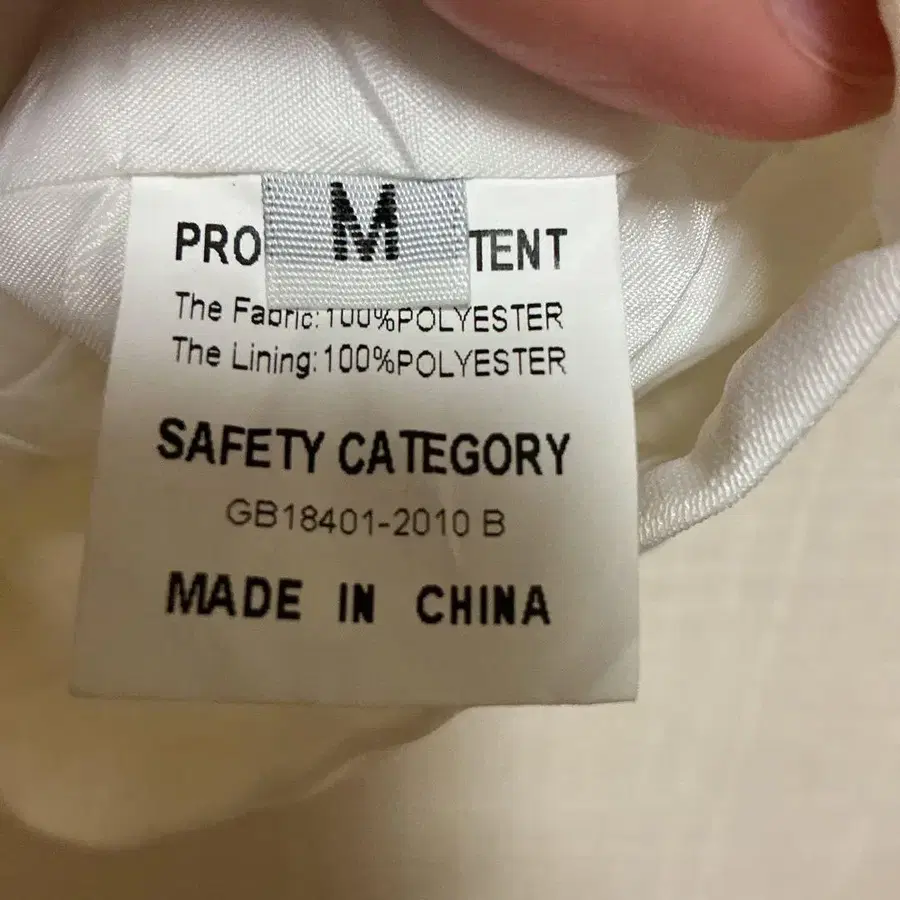 M
PRO TENT
The Fabric:100%POLYESTER
The Lining:100%POLYESTER
SAFETY CATEGORY
GB18401-2010 B
MADE IN CHINA